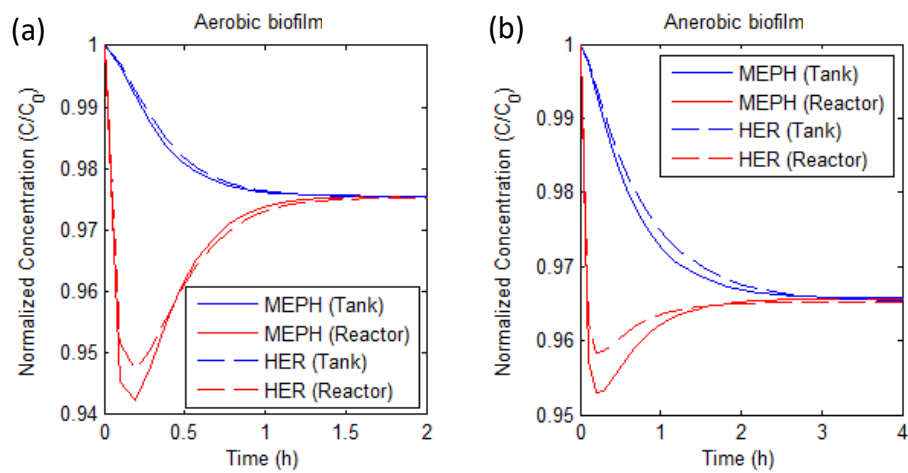 (a)
Aerobic biofilm
Normalized Concentration (C/C0)
1
0.99
0.98
0.97
0.96
0.95
0.94
0
0.5
1
1.5
2
Time (h)
MEPH (Tank)
MEPH (Reactor)
HER (Tank)
HER (Reactor)
(b)
Anerobic biofilm
Normalized Concentration (C/C0)
1
0.99
0.98
0.97
0.96
0.95
0
1
2
3
4
Time (h)
MEPH (Tank)
MEPH (Reactor)
HER (Tank)
HER (Reactor)